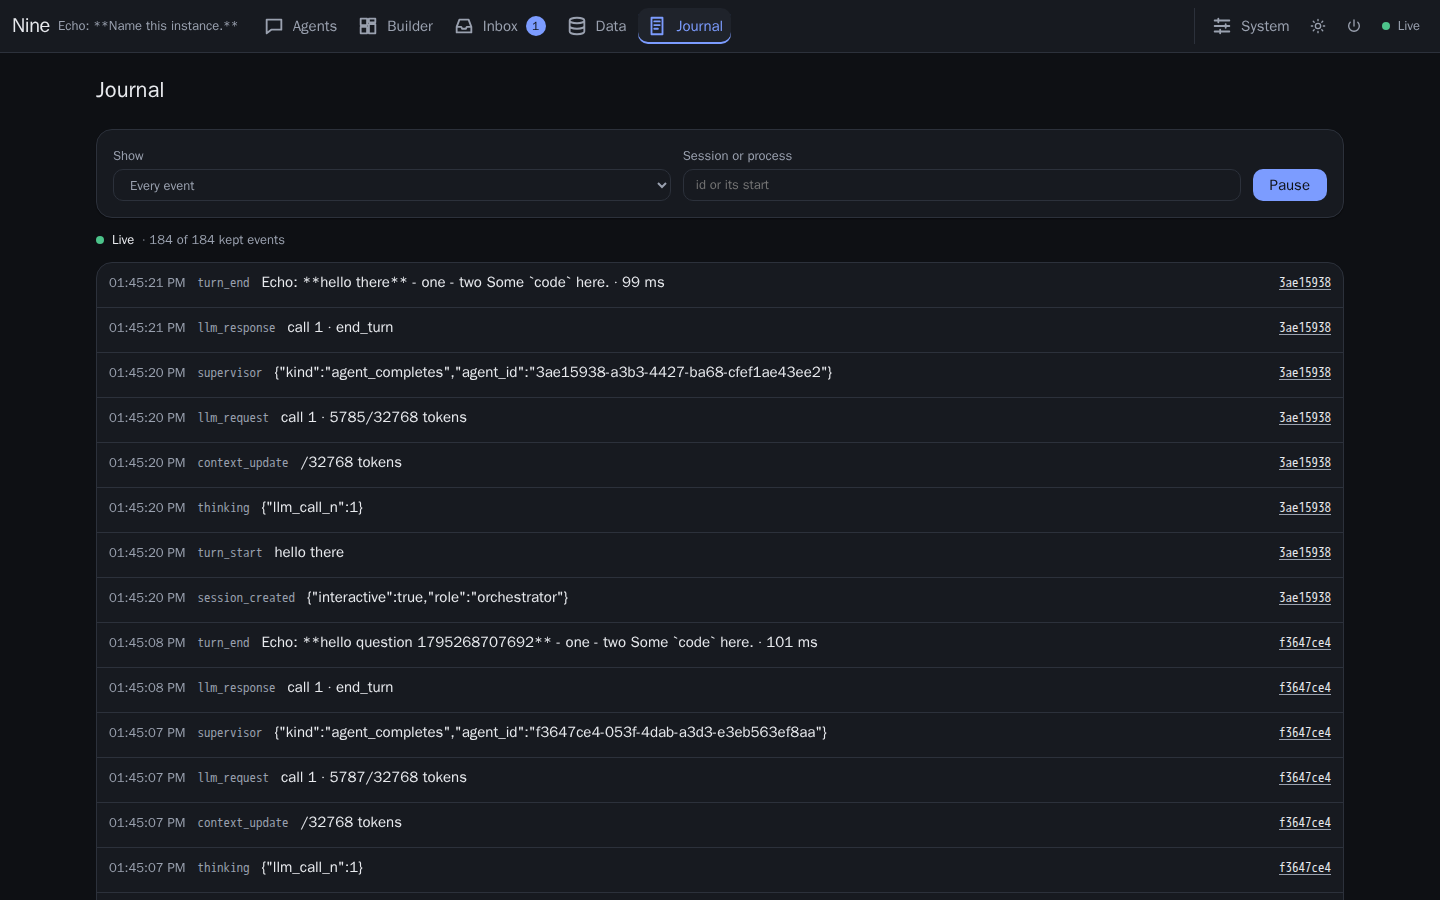 Nine Echo: **Name this instance.** Agents Builder Inbox 1 Data Journal System Live
Journal
Show Session or process
Every event id or its start Pause
Live · 184 of 184 kept events
01:45:21 PM turn_end Echo: **hello there** - one - two Some `code` here. · 99 ms 3ae15938
01:45:21 PM llm_response call 1 · end_turn 3ae15938
01:45:20 PM supervisor {"kind":"agent_completes","agent_id":"3ae15938-a3b3-4427-ba68-cfef1ae43ee2"} 3ae15938
01:45:20 PM llm_request call 1 · 5785/32768 tokens 3ae15938
01:45:20 PM context_update /32768 tokens 3ae15938
01:45:20 PM thinking {"llm_call_n":1} 3ae15938
01:45:20 PM turn_start hello there 3ae15938
01:45:20 PM session_created {"interactive":true,"role":"orchestrator"} 3ae15938
01:45:08 PM turn_end Echo: **hello question 1795268707692** - one - two Some `code` here. · 101 ms f3647ce4
01:45:08 PM llm_response call 1 · end_turn f3647ce4
01:45:07 PM supervisor {"kind":"agent_completes","agent_id":"f3647ce4-053f-4dab-a3d3-e3eb563ef8aa"} f3647ce4
01:45:07 PM llm_request call 1 · 5787/32768 tokens f3647ce4
01:45:07 PM context_update /32768 tokens f3647ce4
01:45:07 PM thinking {"llm_call_n":1} f3647ce4